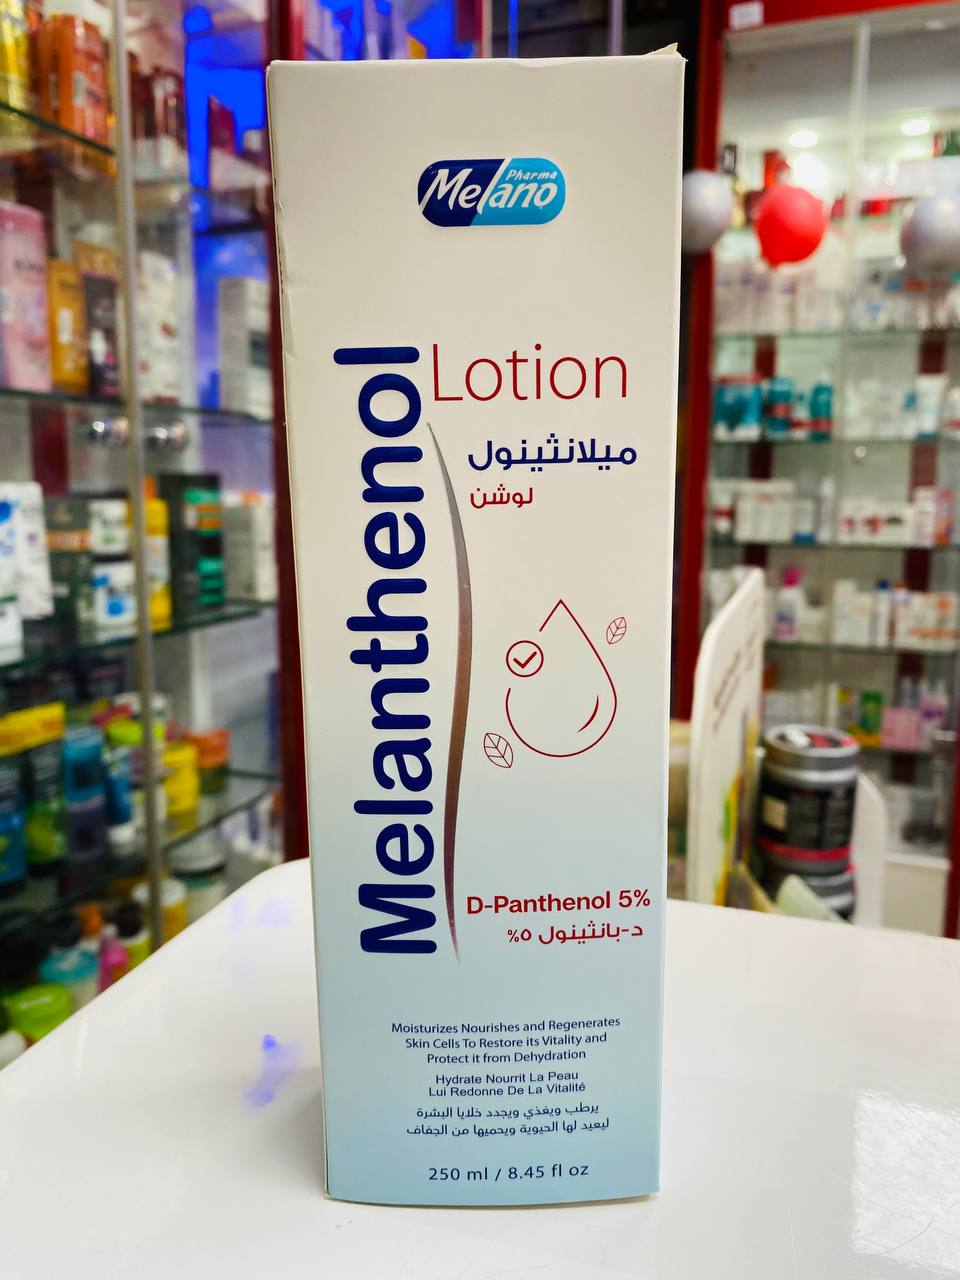 Pharma
Melano
Melanthenol
Lotion
ميلانثينول
لوشن
D-Panthenol 5%
د-بانثينول ٥%
Moisturizes Nourishes and Regenerates
Skin Cells To Restore its Vitality and
Protect it from Dehydration
Hydrate Nourrit La Peau
Lui Redonne De La Vitalité
يرطب ويغذي ويجدد خلايا البشرة
ليعيد لها الحيوية ويحميها من الجفاف
250 ml / 8.45 fl oz